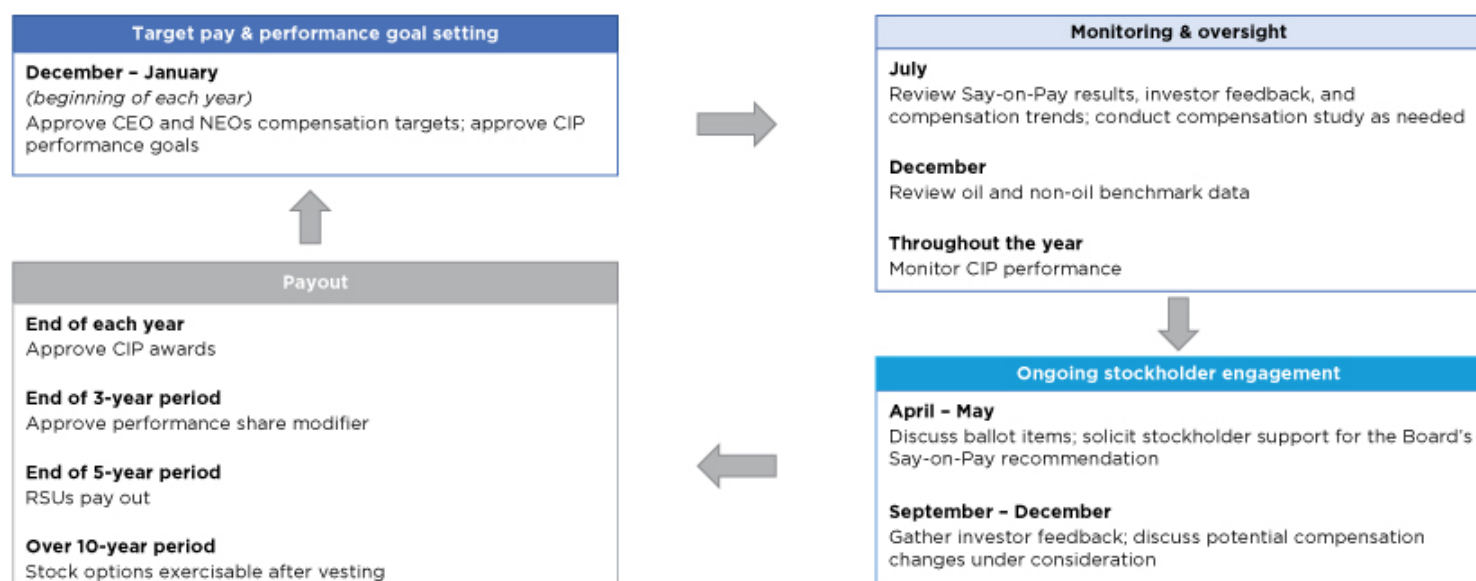 Target pay & performance goal setting
December – January
(beginning of each year)
Approve CEO and NEOs compensation targets; approve CIP
performance goals
Monitoring & oversight
July
Review Say-on-Pay results, investor feedback, and
compensation trends; conduct compensation study as needed
December
Review oil and non-oil benchmark data
Throughout the year
Monitor CIP performance
Ongoing stockholder engagement
April – May
Discuss ballot items; solicit stockholder support for the Board's
Say-on-Pay recommendation
September – December
Gather investor feedback; discuss potential compensation
changes under consideration
Payout
End of each year
Approve CIP awards
End of 3-year period
Approve performance share modifier
End of 5-year period
RSUs pay out
Over 10-year period
Stock options exercisable after vesting